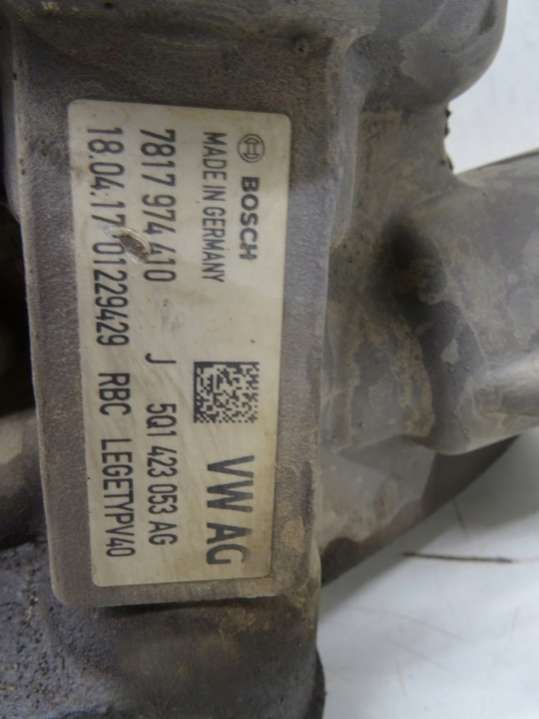 BOSCH
MADE IN GERMANY
VW AG
7817 974 410 J 5Q1 423 053 AG
18.04.17 01229429 RBC LEGETYPV40